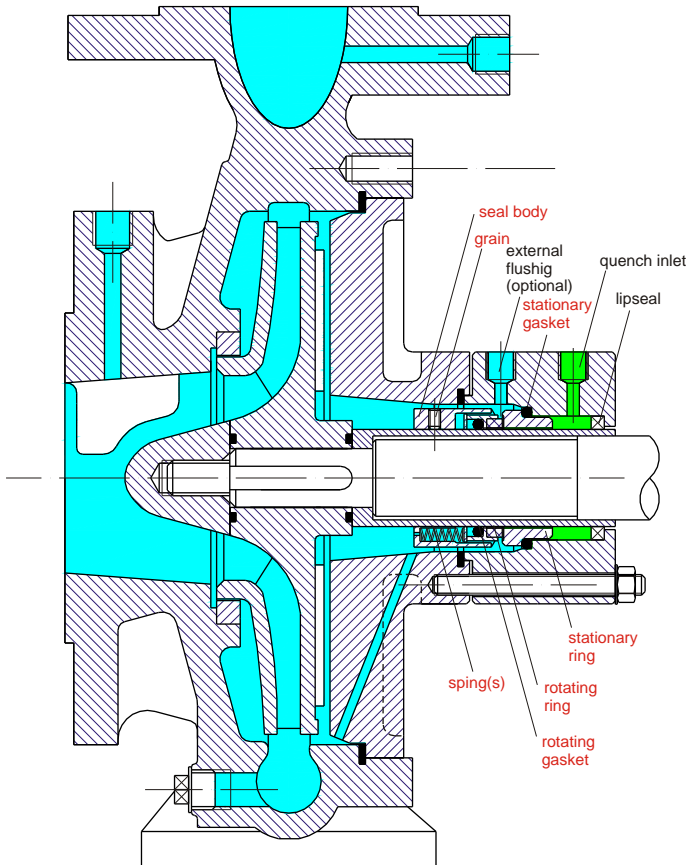 seal body
grain
external
flushig
(optional)
stationary
gasket
quench inlet
lipseal
stationary
ring
sping(s)
rotating
ring
rotating
gasket